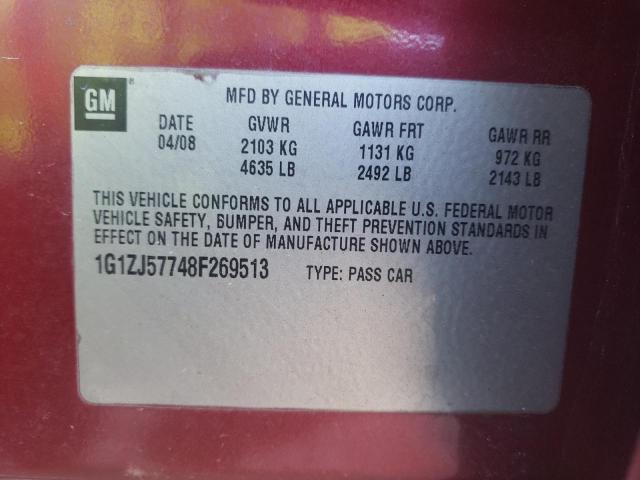 GM ®
MFD BY GENERAL MOTORS CORP.
DATE GVWR GAWR FRT GAWR RR
04/08 2103 KG 1131 KG 972 KG
4635 LB 2492 LB 2143 LB
THIS VEHICLE CONFORMS TO ALL APPLICABLE U.S. FEDERAL MOTOR
VEHICLE SAFETY, BUMPER, AND THEFT PREVENTION STANDARDS IN
EFFECT ON THE DATE OF MANUFACTURE SHOWN ABOVE.
1G1ZJ57748F269513 TYPE: PASS CAR